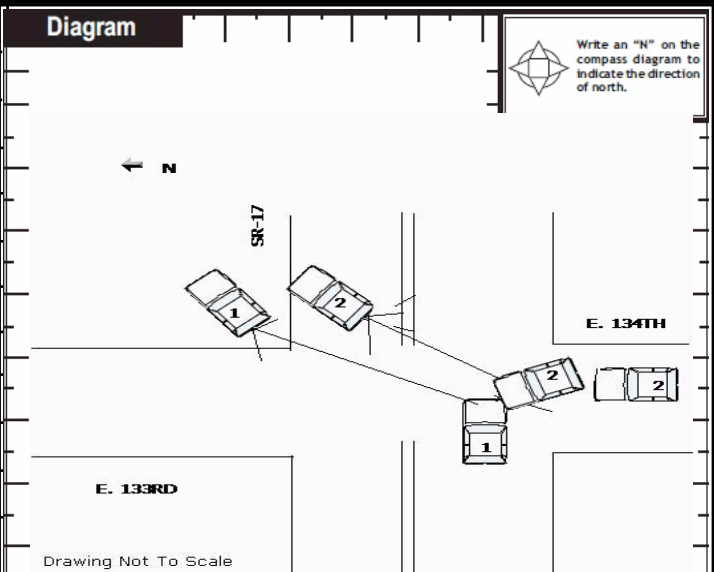 Diagram
Write an “N” on the
compass diagram to
indicate the direction
of north.
N
SR-17
1
2
E. 134TH
2
2
1
E. 133RD
Drawing Not To Scale